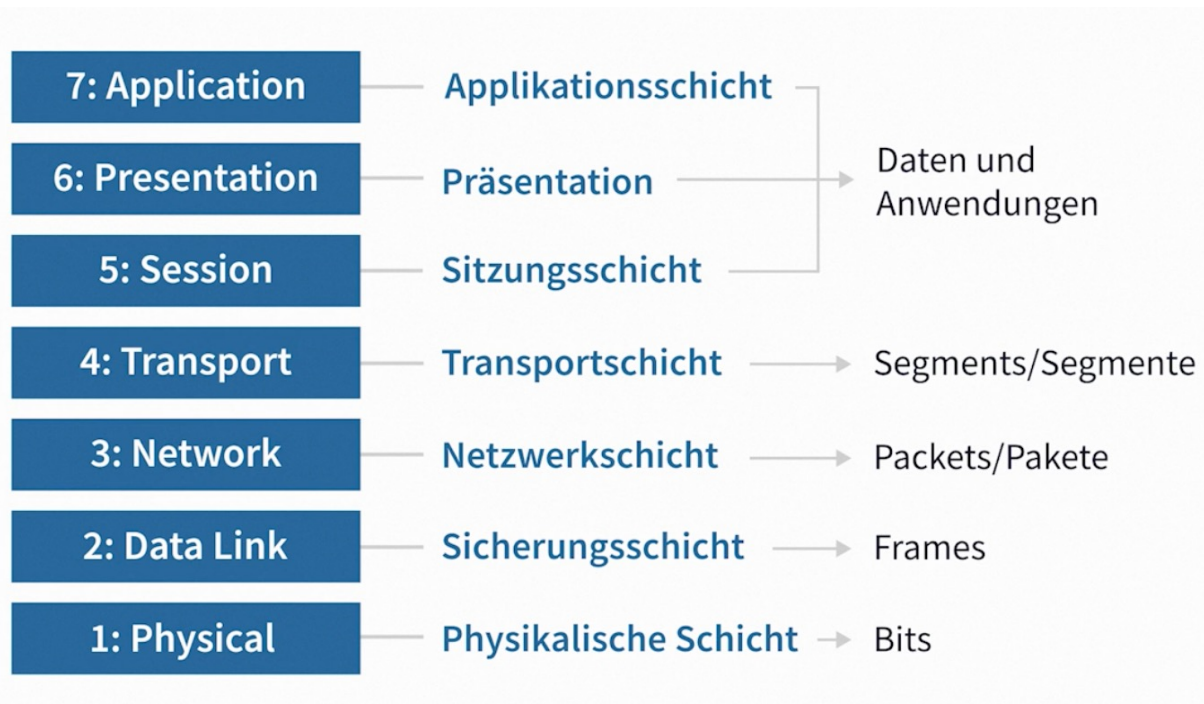 7: Application
Applikationsschicht
6: Presentation
Präsentation
Daten und
Anwendungen
5: Session
Sitzungsschicht
4: Transport
Transportschicht
Segments/Segmente
3: Network
Netzwerkschicht
Packets/Pakete
2: Data Link
Sicherungsschicht
Frames
1: Physical
Physikalische Schicht
Bits